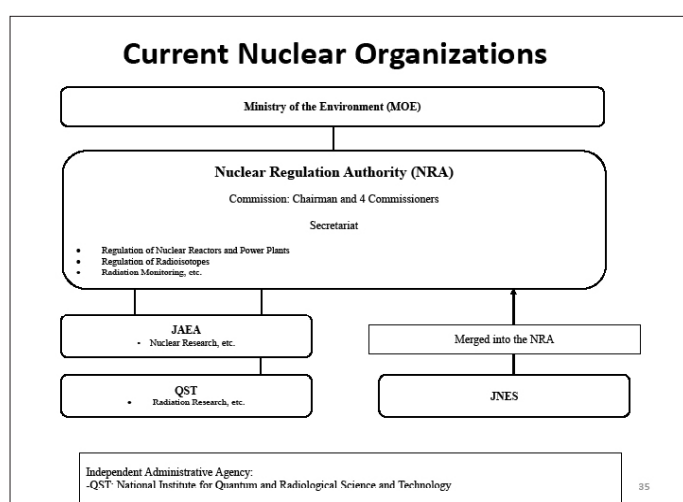 Current Nuclear Organizations
Ministry of the Environment (MOE)
Nuclear Regulation Authority (NRA)
Commission: Chairman and 4 Commissioners
Secretariat
• Regulation of Nuclear Reactors and Power Plants
• Regulation of Radioisotopes
• Radiation Monitoring, etc.
JAEA
• Nuclear Research, etc.
Merged into the NRA
QST
• Radiation Research, etc.
JNES
Independent Administrative Agency:
-QST: National Institute for Quantum and Radiological Science and Technology
35